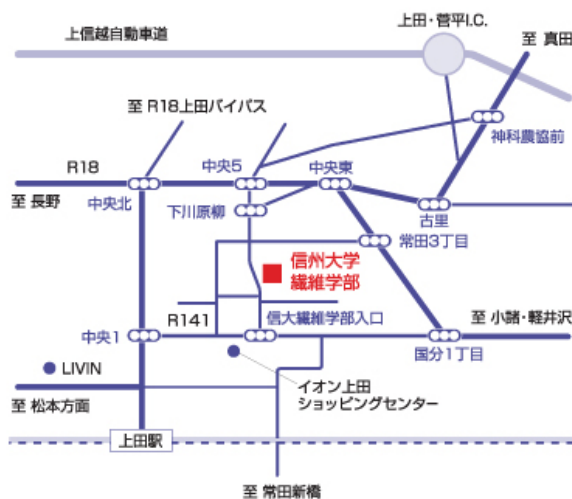 上田・菅平I.C.
上信越自動車道
至 真田
至 R18上田バイパス
神科農協前
R18
中央5
中央東
至 長野
中央北
下川原柳
古里
常田3丁目
信州大学
繊維学部
R141
信大繊維学部入口
至 小諸・軽井沢
中央1
国分1丁目
LIVIN
イオン上田
ショッピングセンター
至 松本方面
上田駅
至 常田新橋